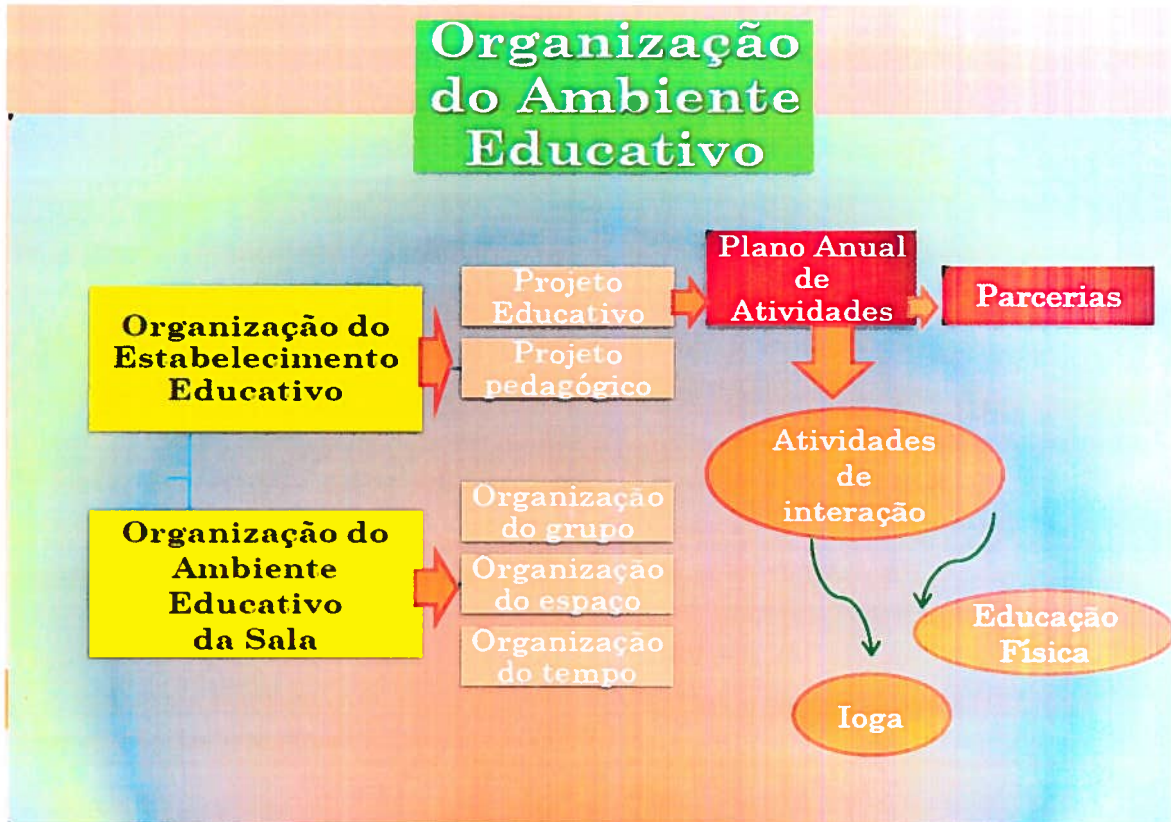 Organização
do Ambiente
Educativo
Organização do
Estabelecimento
Educativo
Projeto
Educativo
Projeto
pedagógico
Plano Anual
de
Atividades
Parcerias
Atividades
de
interação
Educação
Física
Ioga
Organização do
Ambiente
Educativo
da Sala
Organização
do grupo
Organização
do espaço
Organização
do tempo